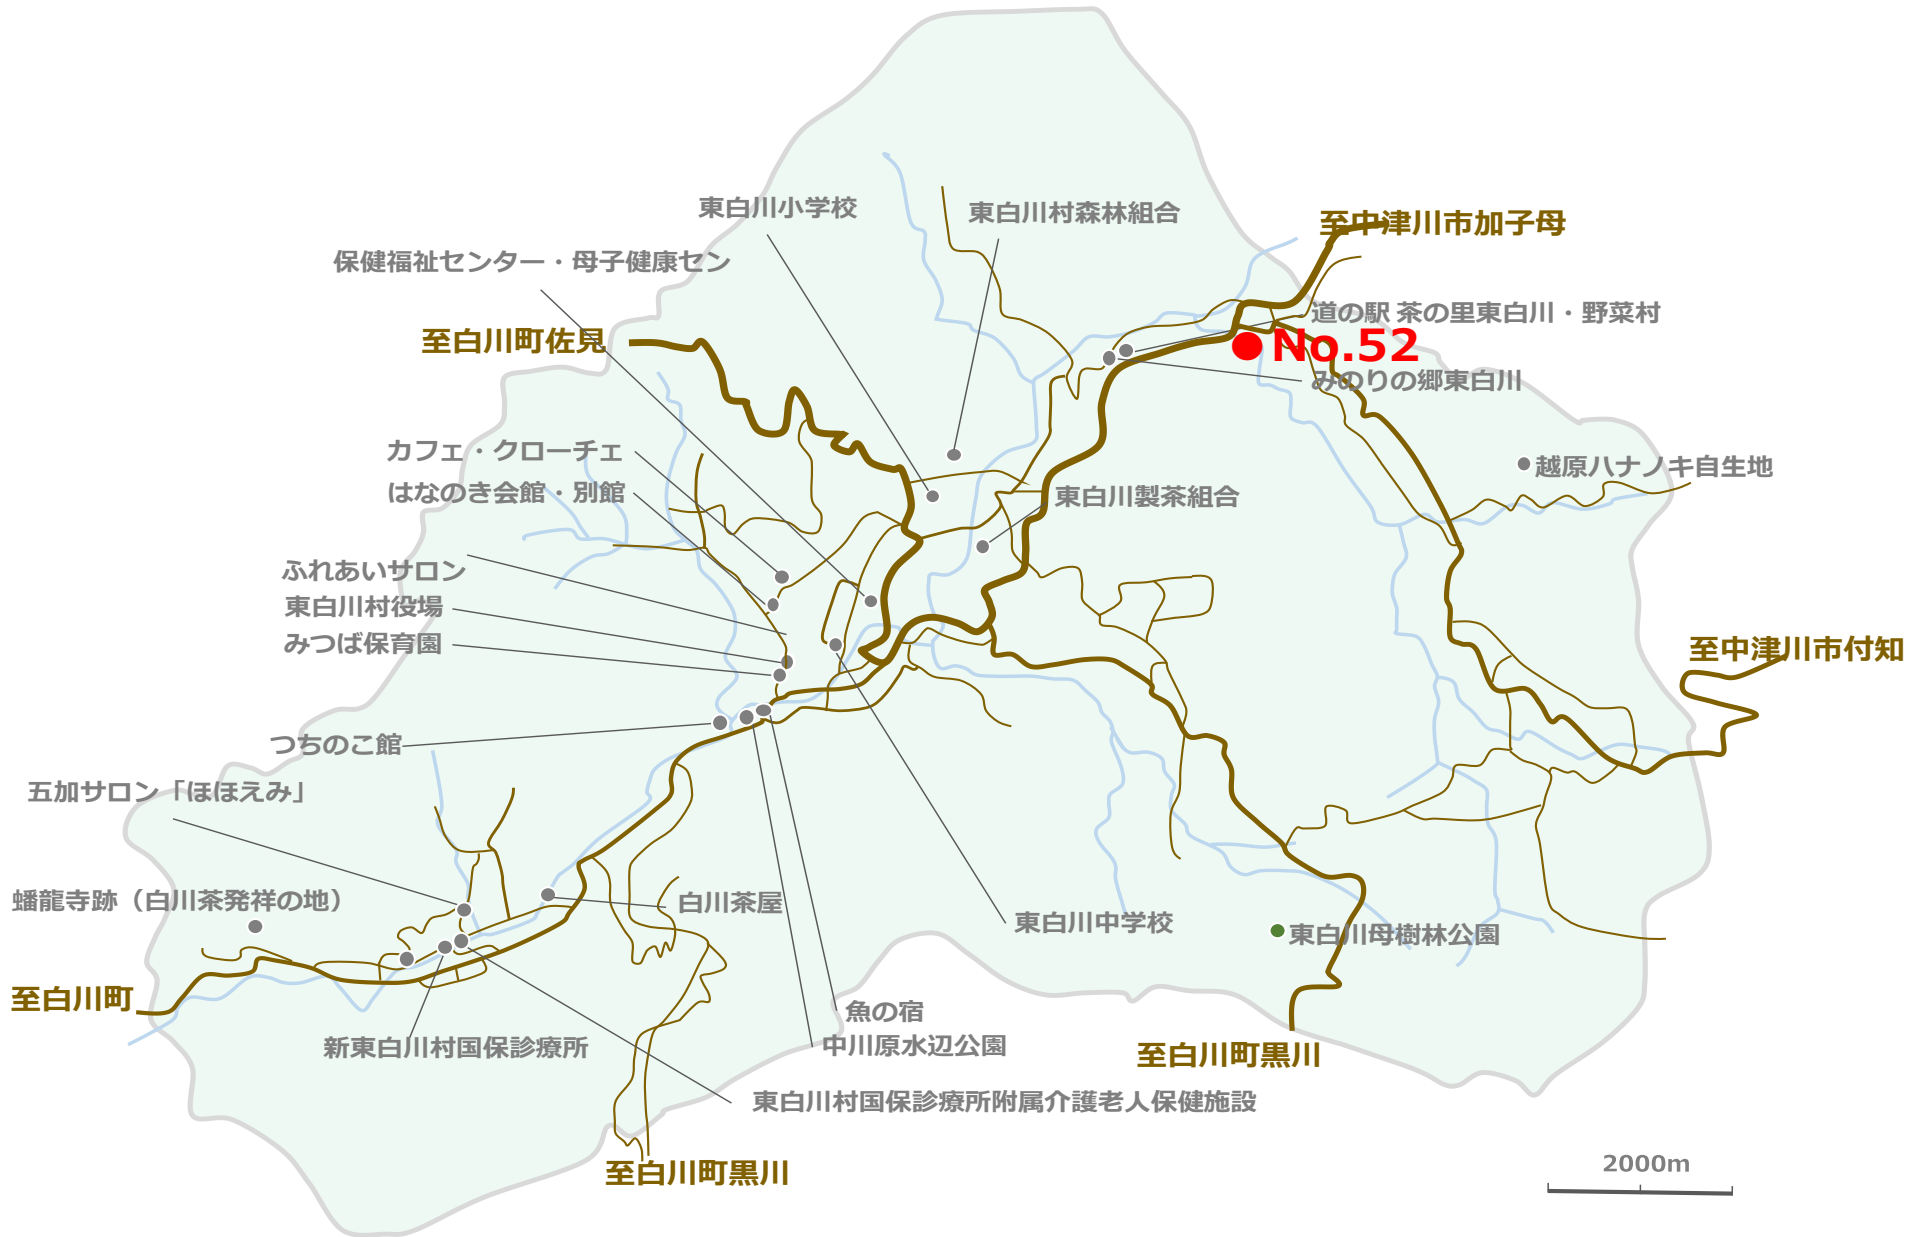 東白川小学校
東白川村森林組合
至中津川市加子母
保健福祉センター・母子健康セン
道の駅 茶の里東白川・野菜村
至白川町佐見
No.52
みのりの郷東白川
カフェ・クローチェ
越原ハナノキ自生地
はなのき会館・別館
東白川製茶組合
ふれあいサロン
東白川村役場
みつば保育園
至中津川市付知
つちのこ館
五加サロン「ほほえみ」
蟠龍寺跡（白川茶発祥の地）
白川茶屋
東白川中学校
東白川母樹林公園
至白川町
魚の宿
新東白川村国保診療所
中川原水辺公園
至白川町黒川
東白川村国保診療所附属介護老人保健施設
至白川町黒川
2000m